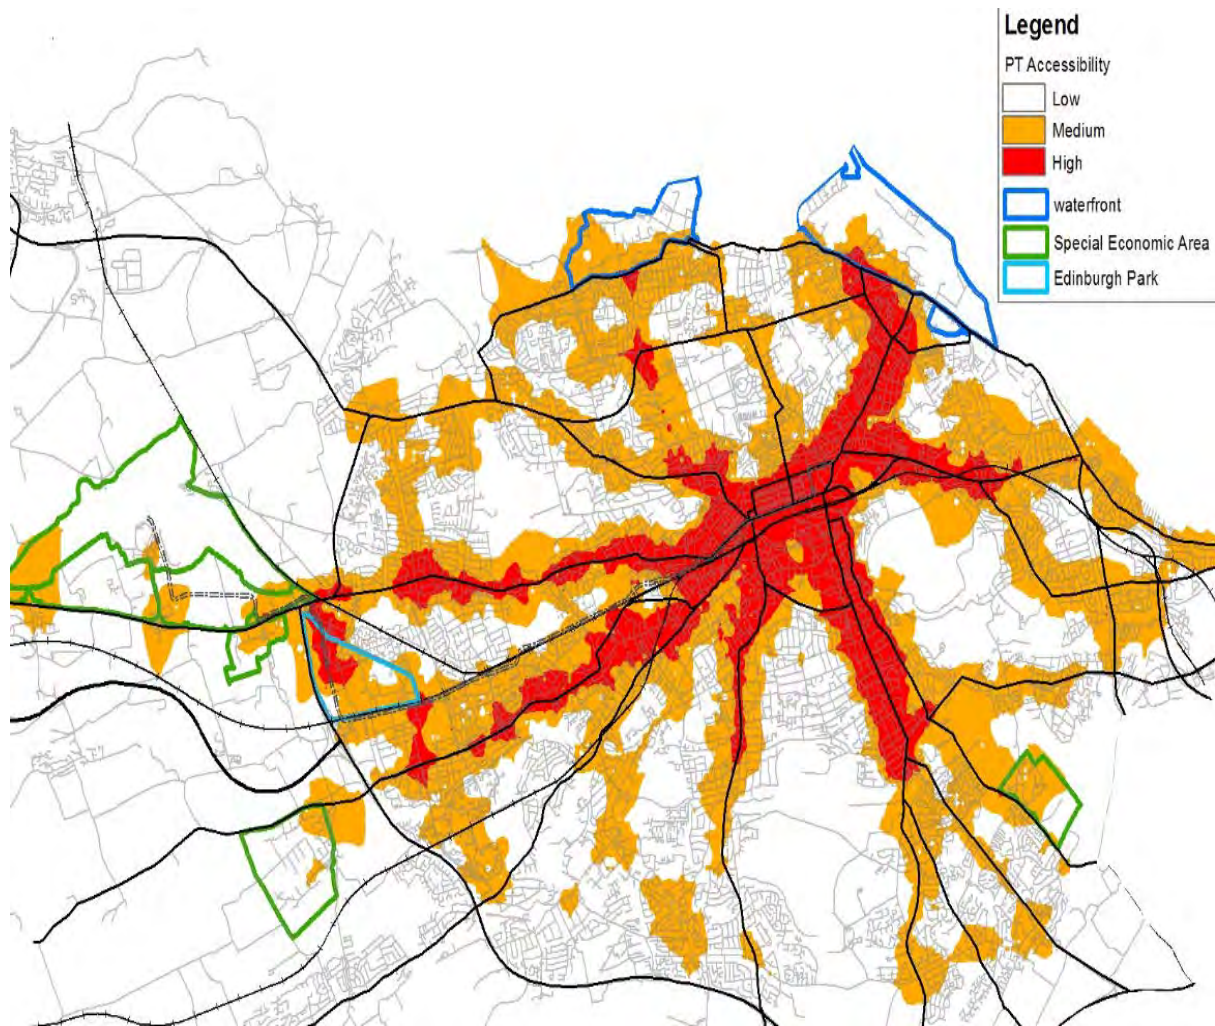 Legend
PT Accessibility
Low
Medium
High
waterfront
Special Economic Area
Edinburgh Park